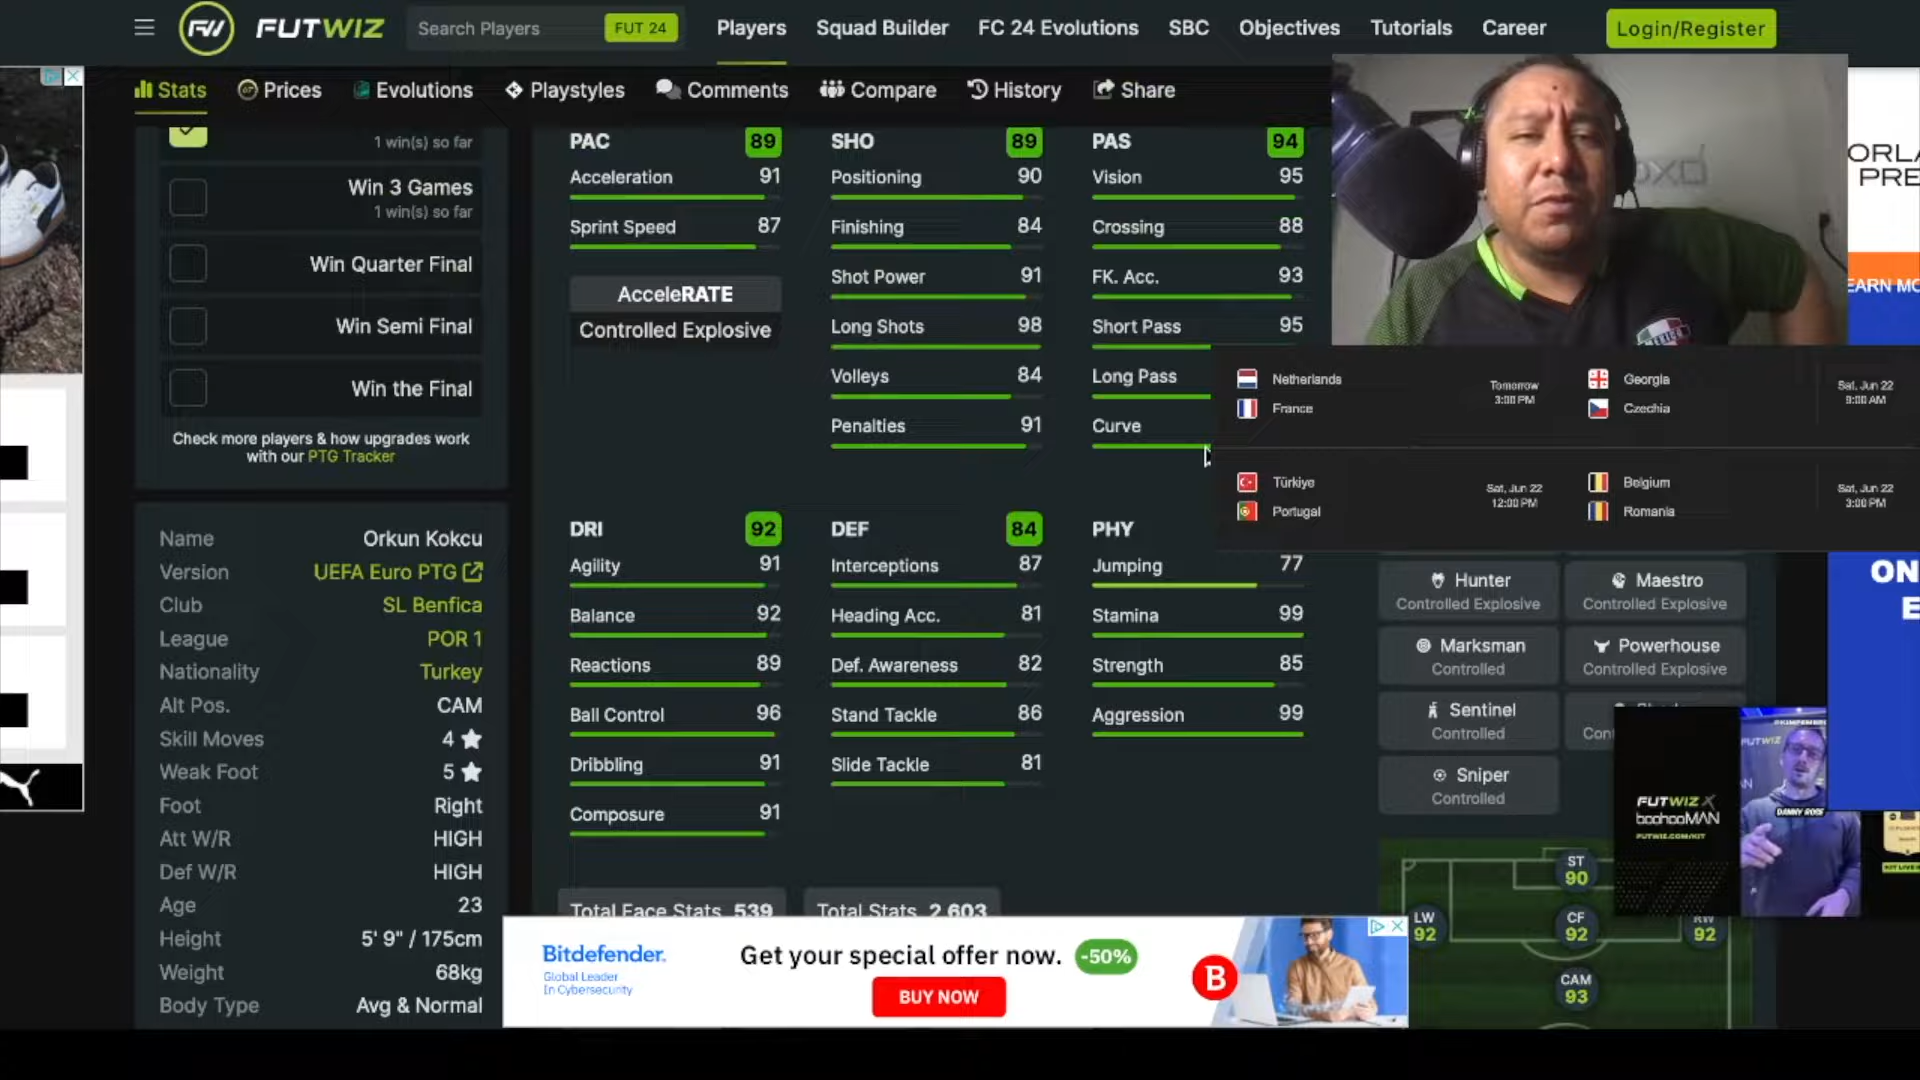 FUTWIZ
Search Players
FUT 24
Players
Squad Builder
FC 24 Evolutions
SBC
Objectives
Tutorials
Career
Login/Register
Stats
Prices
Evolutions
Playstyles
Comments
Compare
History
Share
1 win(s) so far
Win 3 Games
1 win(s) so far
Win Quarter Final
Win Semi Final
Win the Final
Check more players & how upgrades work
with our PTG Tracker
Name Orkun Kokcu
Version UEFA Euro PTG
Club SL Benfica
League POR 1
Nationality Turkey
Alt Pos. CAM
Skill Moves 4
Weak Foot 5
Foot Right
Att W/R HIGH
Def W/R HIGH
Age 23
Height 5' 9" / 175cm
Weight 68kg
Body Type Avg & Normal
PAC 89
Acceleration 91
Sprint Speed 87
AcceleRATE
Controlled Explosive
SHO 89
Positioning 90
Finishing 84
Shot Power 91
Long Shots 98
Volleys 84
Penalties 91
PAS 94
Vision 95
Crossing 88
FK. Acc. 93
Short Pass 95
Long Pass
Curve
DRI 92
Agility 91
Balance 92
Reactions 89
Ball Control 96
Dribbling 91
Composure 91
DEF 84
Interceptions 87
Heading Acc. 81
Def. Awareness 82
Stand Tackle 86
Slide Tackle 81
PHY
Jumping 77
Stamina 99
Strength 85
Aggression 99
Total Face Stats 539
Total Stats 2,603
Netherlands
France
Tomorrow
3:00 PM
Georgia
Czechia
Sat, Jun 22
9:00 AM
Türkiye
Portugal
Sat, Jun 22
12:00 PM
Belgium
Romania
Sat, Jun 22
3:00 PM
Hunter
Controlled Explosive
Maestro
Controlled Explosive
Marksman
Controlled
Powerhouse
Controlled Explosive
Sentinel
Controlled
Sniper
Controlled
ST
90
LW
92
CF
92
RW
92
CAM
93
FUTWIZ X
boohooMAN
FUTWIZ.COM/KIT
DANNY ROSE
Bitdefender.
Global Leader
In Cybersecurity
Get your special offer now.
-50%
BUY NOW
B
ORLA
PRE
EARN MO
ON
E